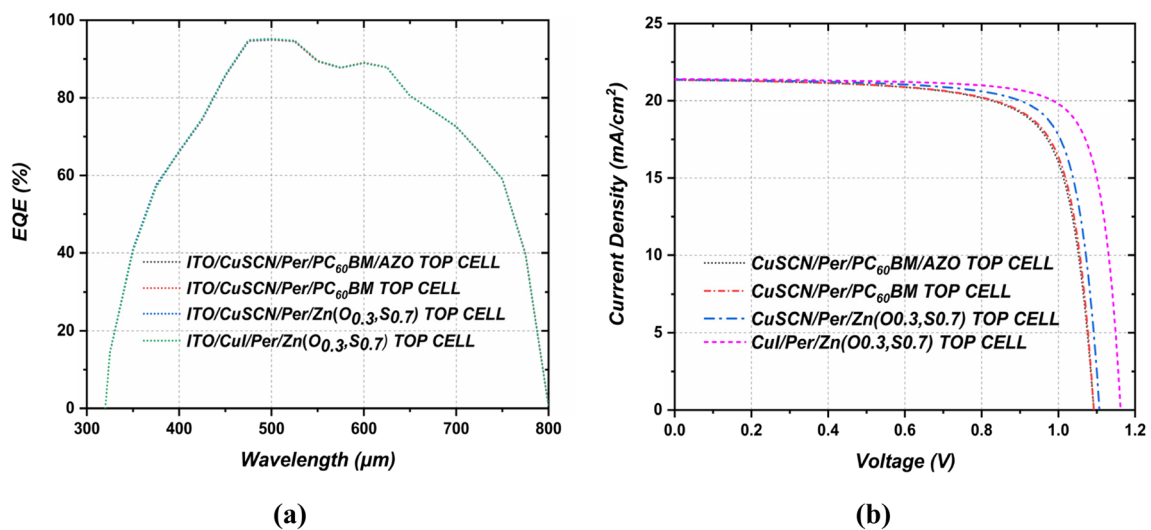 100
80
60
40
20
0
EQE (%)
ITO/CuSCN/Per/PC60BM/AZO TOP CELL
ITO/CuSCN/Per/PC60BM TOP CELL
ITO/CuSCN/Per/Zn(O0.3,S0.7) TOP CELL
ITO/CuI/Per/Zn(O0.3,S0.7) TOP CELL
300 400 500 600 700 800
Wavelength (μm)
(a)
25
20
15
10
5
0
Current Density (mA/cm²)
CuSCN/Per/PC60BM/AZO TOP CELL
CuSCN/Per/PC60BM TOP CELL
CuSCN/Per/Zn(O0.3,S0.7) TOP CELL
CuI/Per/Zn(O0.3,S0.7) TOP CELL
0.0 0.2 0.4 0.6 0.8 1.0 1.2
Voltage (V)
(b)